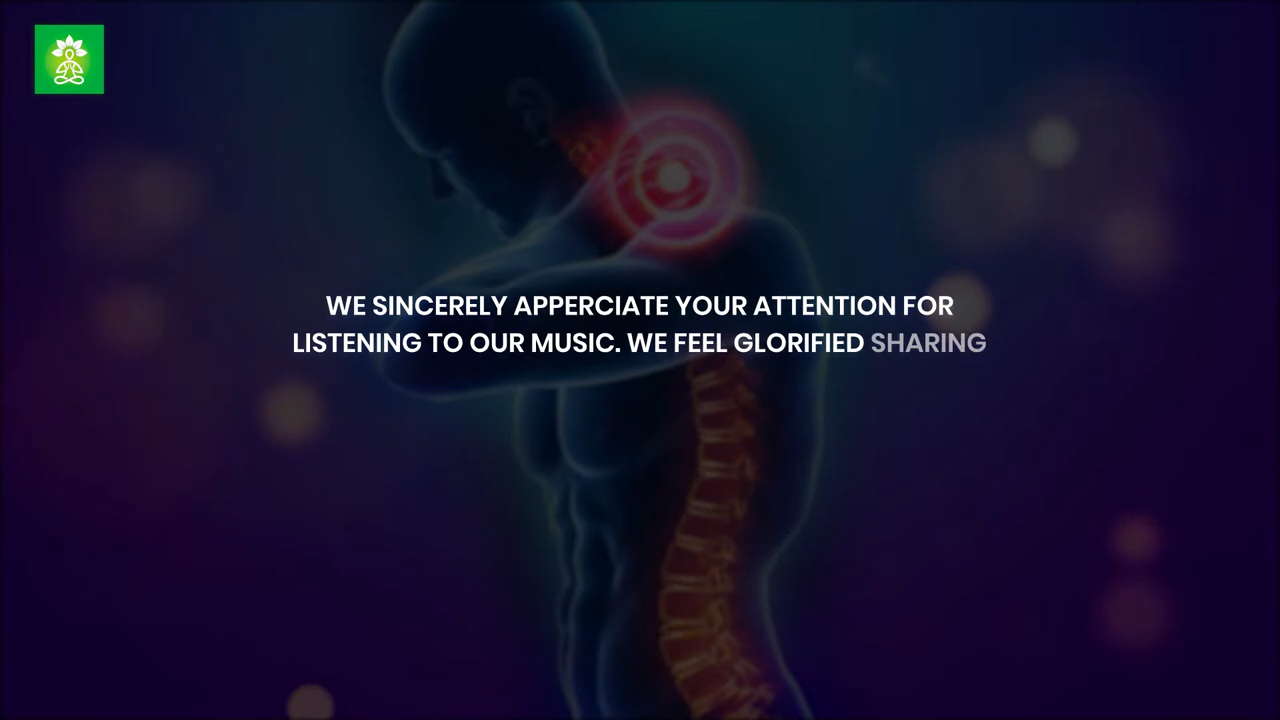 WE SINCERELY APPERCIATE YOUR ATTENTION FOR
LISTENING TO OUR MUSIC. WE FEEL GLORIFIED SHARING